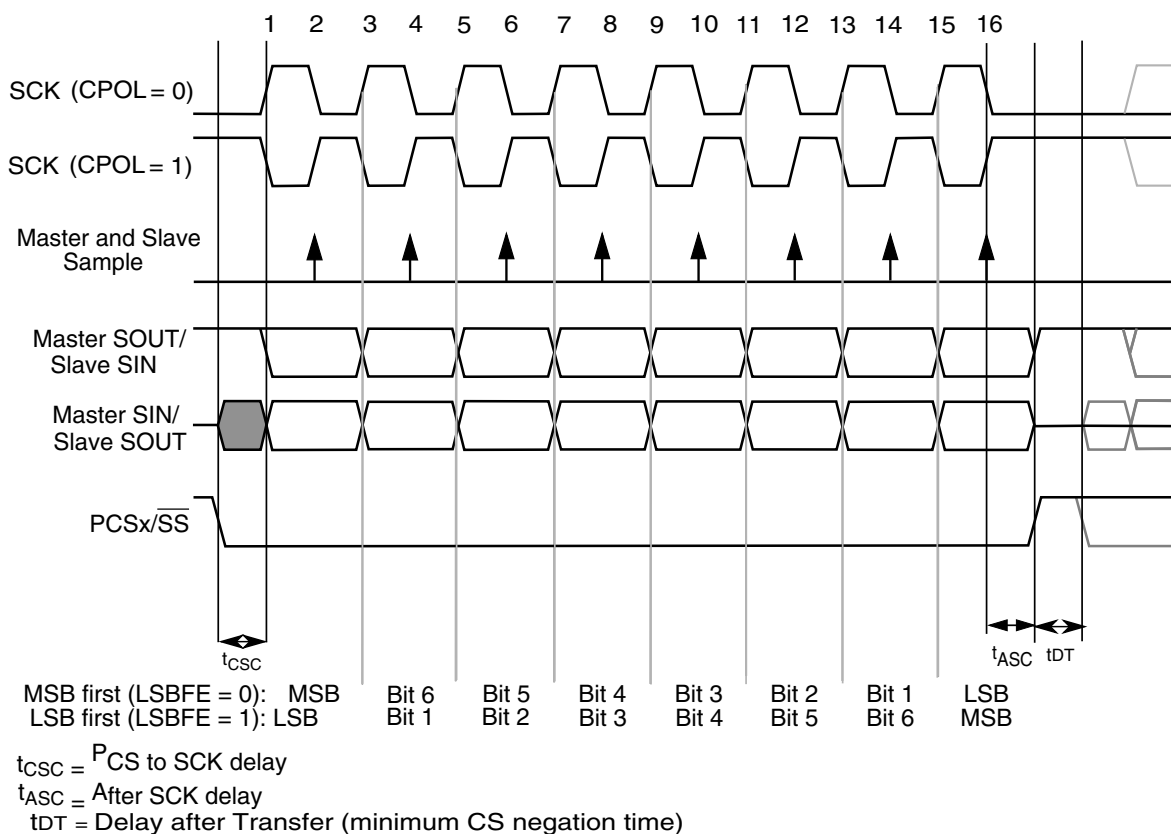 1 2 3 4 5 6 7 8 9 10 11 12 13 14 15 16
SCK (CPOL = 0)
SCK (CPOL = 1)
Master and Slave
Sample
Master SOUT/
Slave SIN
Master SIN/
Slave SOUT
PCSx/SS
tCSC
tASC
tDT
MSB first (LSBFE = 0): MSB Bit 6 Bit 5 Bit 4 Bit 3 Bit 2 Bit 1 LSB
LSB first (LSBFE = 1): LSB Bit 1 Bit 2 Bit 3 Bit 4 Bit 5 Bit 6 MSB
tCSC = PCS to SCK delay
tASC = After SCK delay
tDT = Delay after Transfer (minimum CS negation time)